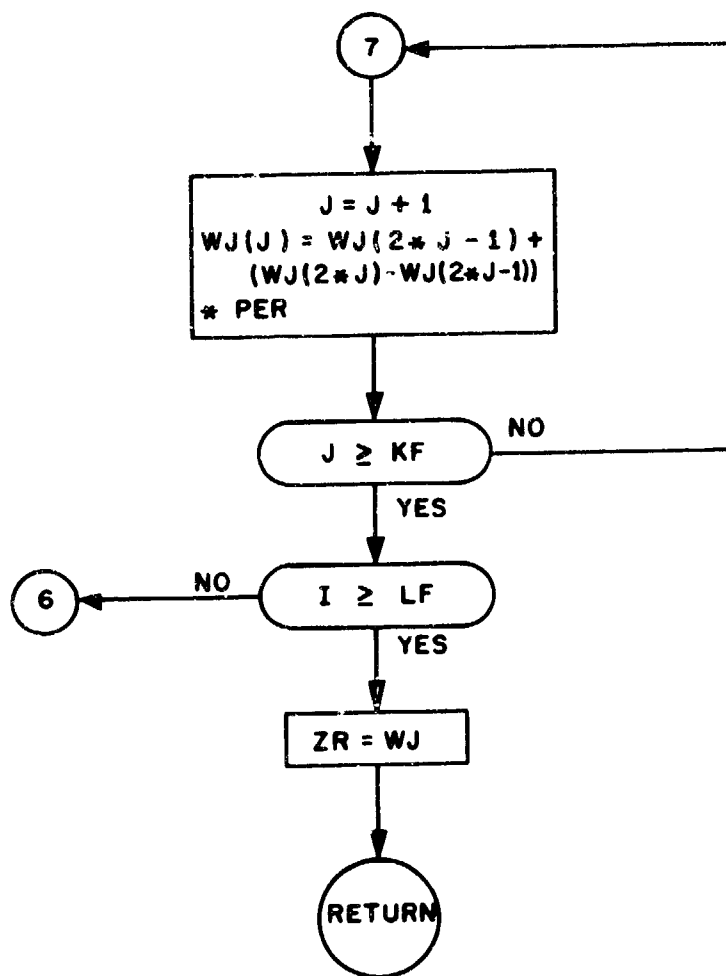 7
J = J + 1
WJ(J) = WJ(2* j -1) +
(WJ(2*J)-WJ(2*J-1))
* PER
J ≥ KF
NO
YES
6
NO
I ≥ LF
YES
ZR = WJ
RETURN